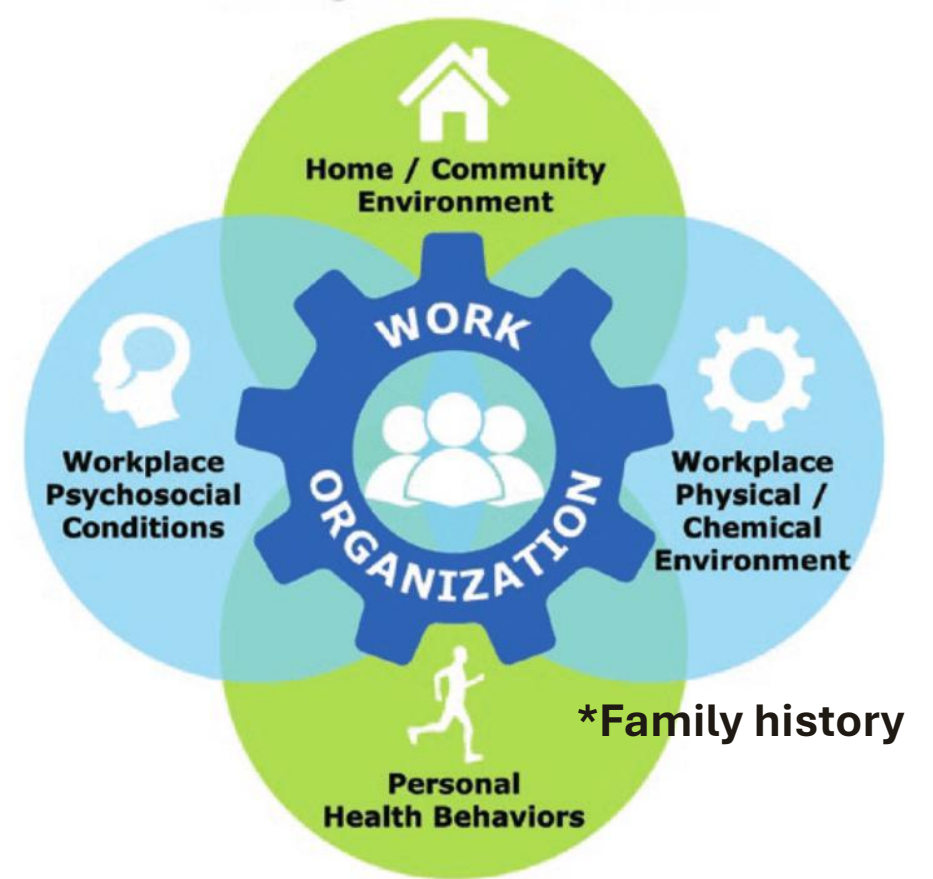 Home / Community
Environment
WORK
ORGANIZATION
Workplace
Psychosocial
Conditions
Workplace
Physical /
Chemical
Environment
*Family history
Personal
Health Behaviors